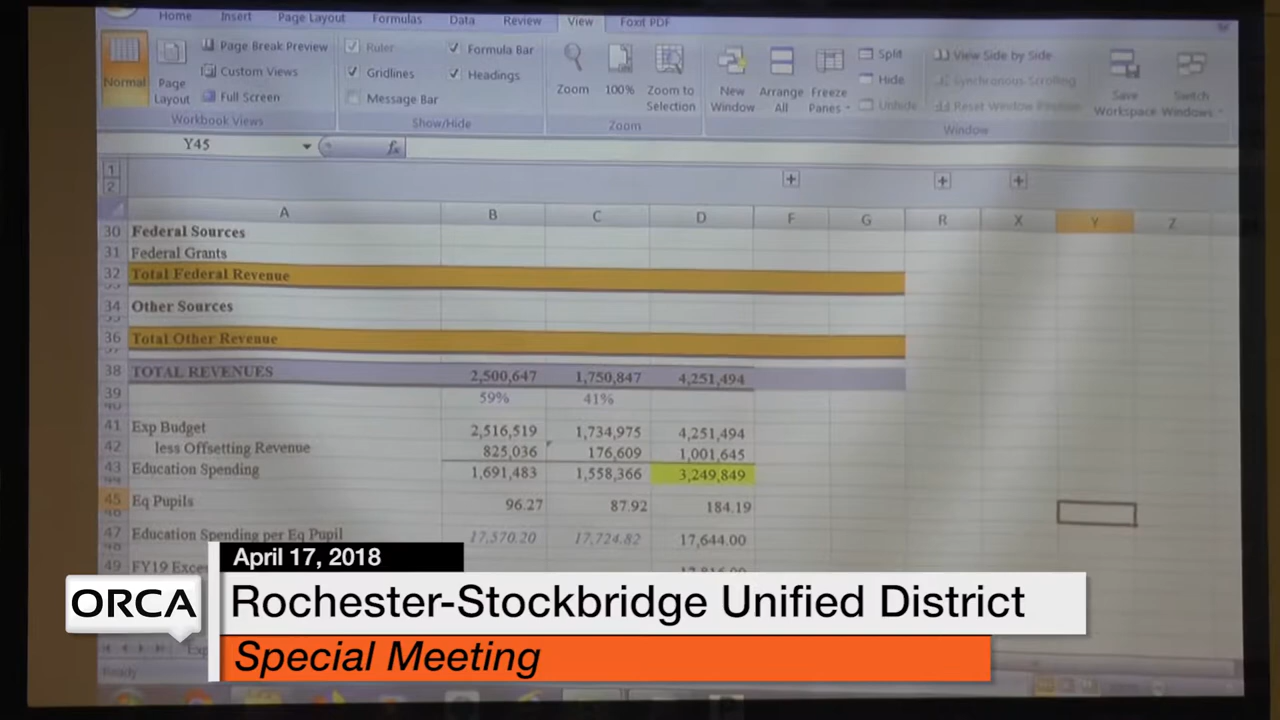 Home Insert Page Layout Formulas Data Review View Foxit PDF
Normal Page Layout Page Break Preview Custom Views Full Screen
Workbook Views
Ruler Formula Bar
Gridlines Headings
Message Bar
Show/Hide
Zoom 100% Zoom to Selection
Zoom
New Window Arrange All Freeze Panes
Split View Side by Side
Hide Synchronous Scrolling
Unhide Reset Window Position
Window
Save Workspace Switch Windows
Y45 fx
1
2
A B C D F G R X Y Z
30 Federal Sources
31 Federal Grants
32 Total Federal Revenue
34 Other Sources
36 Total Other Revenue
38 TOTAL REVENUES 2,500,647 1,750,847 4,251,494
39 59% 41%
41 Exp Budget 2,516,519 1,734,975 4,251,494
42 less Offsetting Revenue 825,036 176,609 1,001,645
43 Education Spending 1,691,483 1,558,366 3,249,849
45 Eq Pupils 96.27 87.92 184.19
47 Education Spending per Eq Pupil 17,570.20 17,724.82 17,644.00
49 FY19
April 17, 2018
ORCA
Rochester-Stockbridge Unified District
Special Meeting
Ready